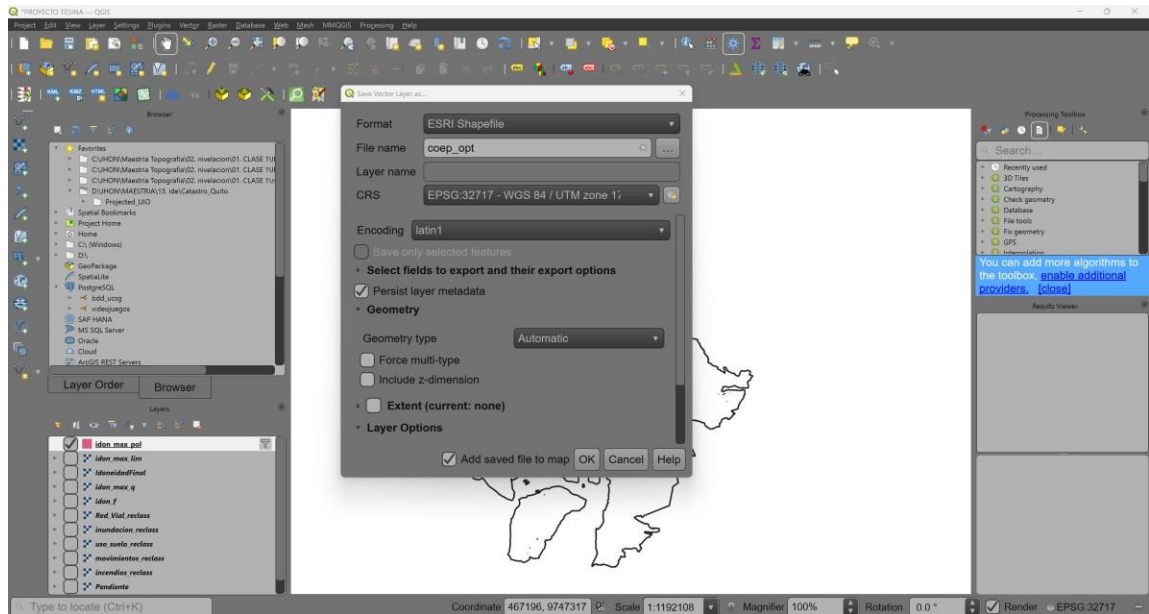 *PROYECTO TESINA — QGIS
Project Edit View Layer Settings Plugins Vector Raster Database Web Mesh MMQGIS Processing Help
Save Vector Layer as...
Format ESRI Shapefile
File name coep_opt ...
Layer name
CRS EPSG:32717 - WGS 84 / UTM zone 17
Encoding latin1
Save only selected features
Select fields to export and their export options
Persist layer metadata
Geometry
Geometry type Automatic
Force multi-type
Include z-dimension
Extent (current: none)
Layer Options
Add saved file to map OK Cancel Help
Browser
Favorites
C:\JHON\Maestria Topografia\02. nivelacion\01. CLASE 1\
C:\JHON\Maestria Topografia\02. nivelacion\01. CLASE 1\
C:\JHON\Maestria Topografia\02. nivelacion\01. CLASE 1\
D:\JHON\MAESTRIA\13. ide\Catastro_Quito
Projected_UIO
Spatial Bookmarks
Project Home
Home
C:\ (Windows)
D:\
GeoPackage
SpatiaLite
PostgreSQL
bdd_ucsg
videojuegos
SAP HANA
MS SQL Server
Oracle
Cloud
ArcGIS REST Servers
Layer Order Browser
Layers
idon_max_pol
idon_max_lim
IdoneidadFinal
idon_max_q
idon_f
Red_Vial_reclass
inundacion_reclass
uso_suelo_reclass
movimientos_reclass
incendios_reclass
Pendiente
Processing Toolbox
Search...
Recently used
3D Tiles
Cartography
Check geometry
Database
File tools
Fix geometry
GPS
Interpolation
You can add more algorithms to
the toolbox, enable additional
providers. [close]
Results Viewer
Type to locate (Ctrl+K) Coordinate 467196, 9747317 Scale 1:1192108 Magnifier 100% Rotation 0.0 ° Render EPSG:32717